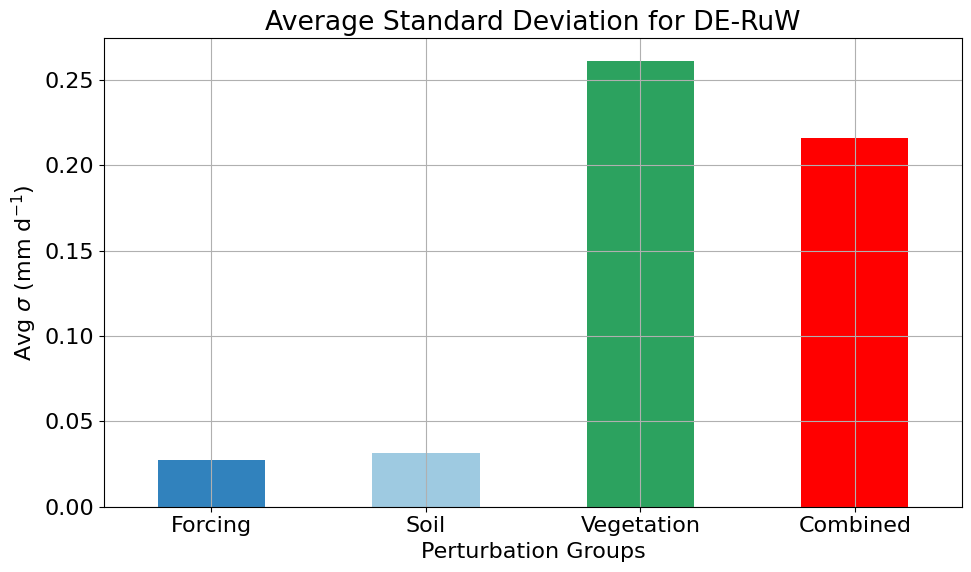 Average Standard Deviation for DE-RuW
Avg σ (mm d⁻¹)
0.25
0.20
0.15
0.10
0.05
0.00
Forcing Soil Vegetation Combined
Perturbation Groups